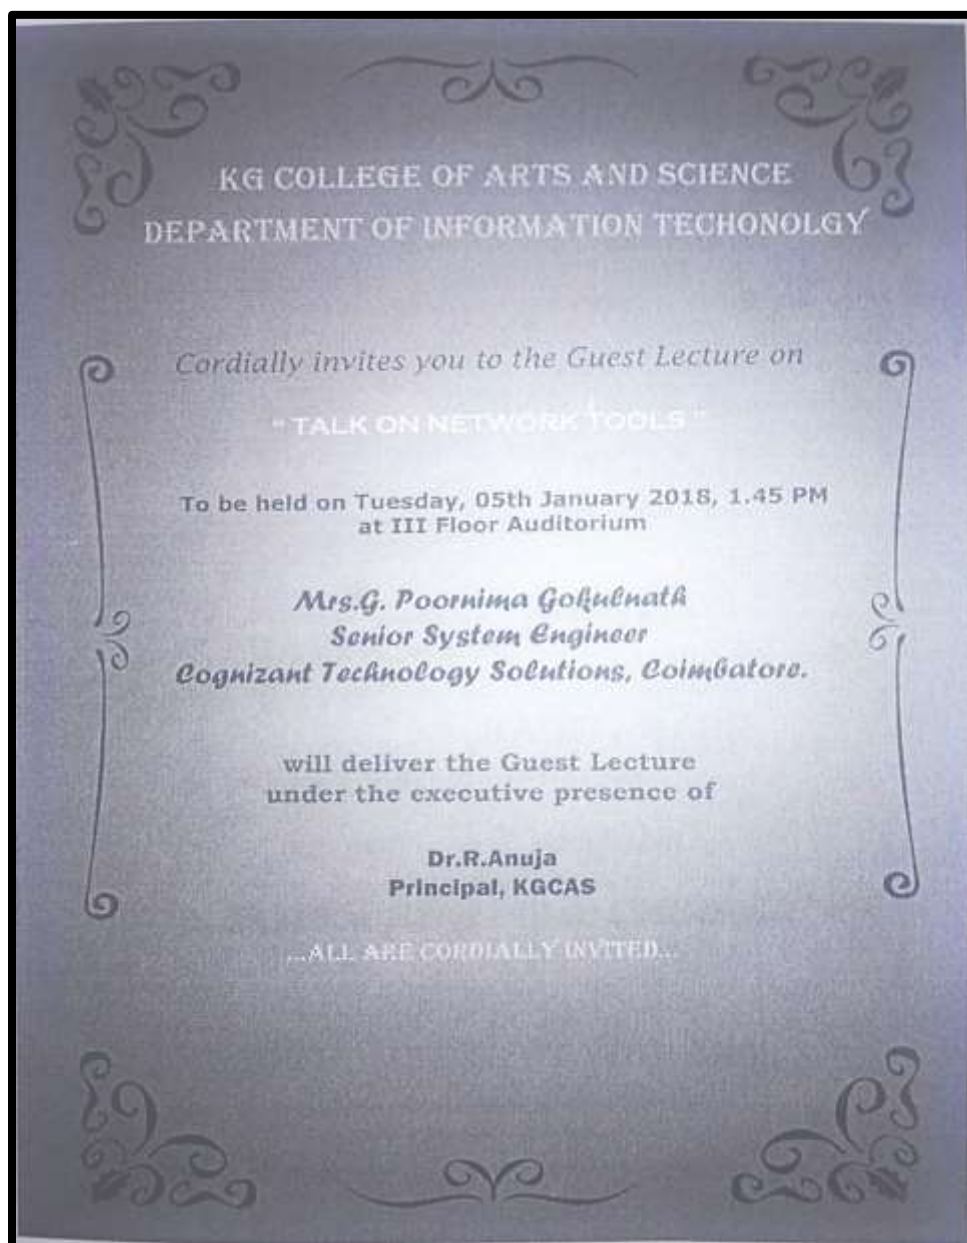 KG COLLEGE OF ARTS AND SCIENCE
DEPARTMENT OF INFORMATION TECHONOLGY
Cordially invites you to the Guest Lecture on
" TALK ON NETWORK TOOLS "
To be held on Tuesday, 05th January 2018, 1.45 PM
at III Floor Auditorium
Mrs.G. Poornima Gokulnath
Senior System Engineer
Cognizant Technology Solutions, Coimbatore.
will deliver the Guest Lecture
under the executive presence of
Dr.R.Anuja
Principal, KGCAS
...ALL ARE CORDIALLY INVITED...